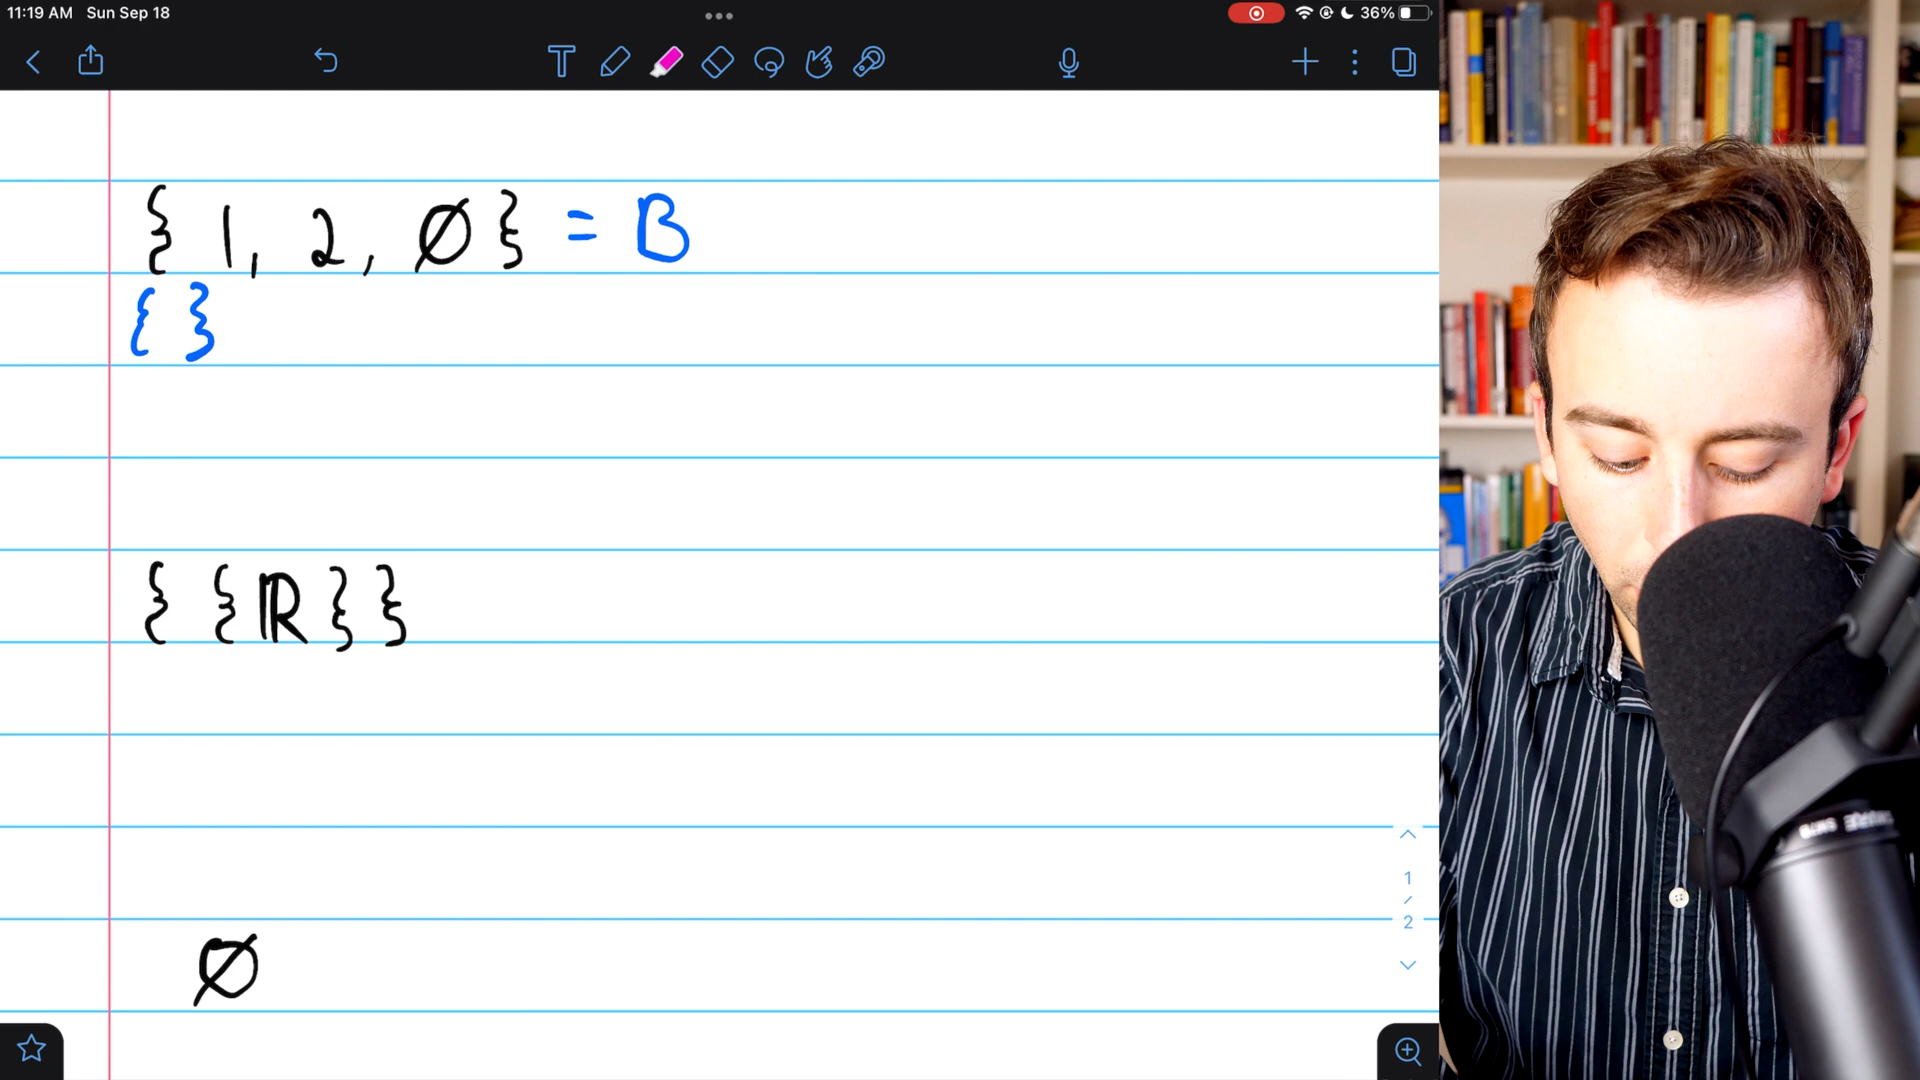 11:19 AM Sun Sep 18
36%
T
{ 1, 2, ∅ } = B
{ }
{ { ℝ } }
1
/
2
∅